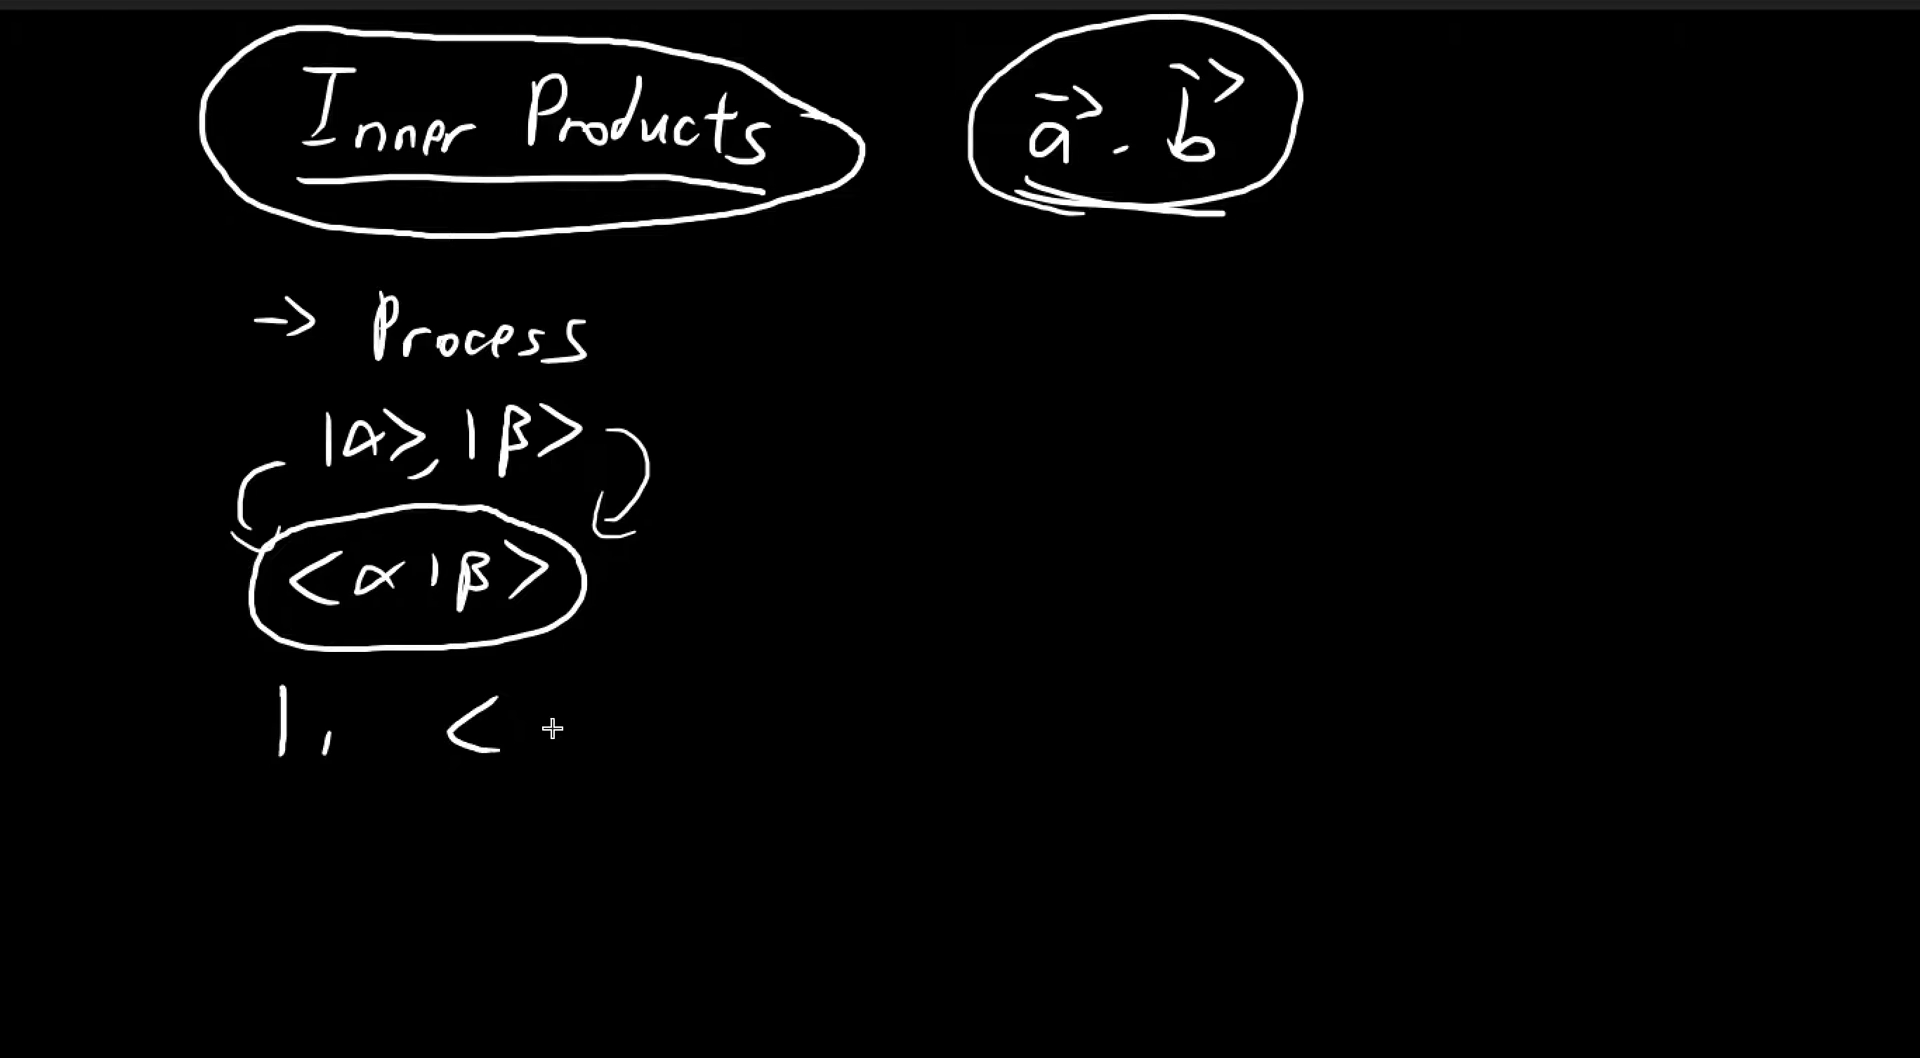 Inner Products
a⃗ . b⃗
-> Process
|α>, |β>
<α|β>
1, <